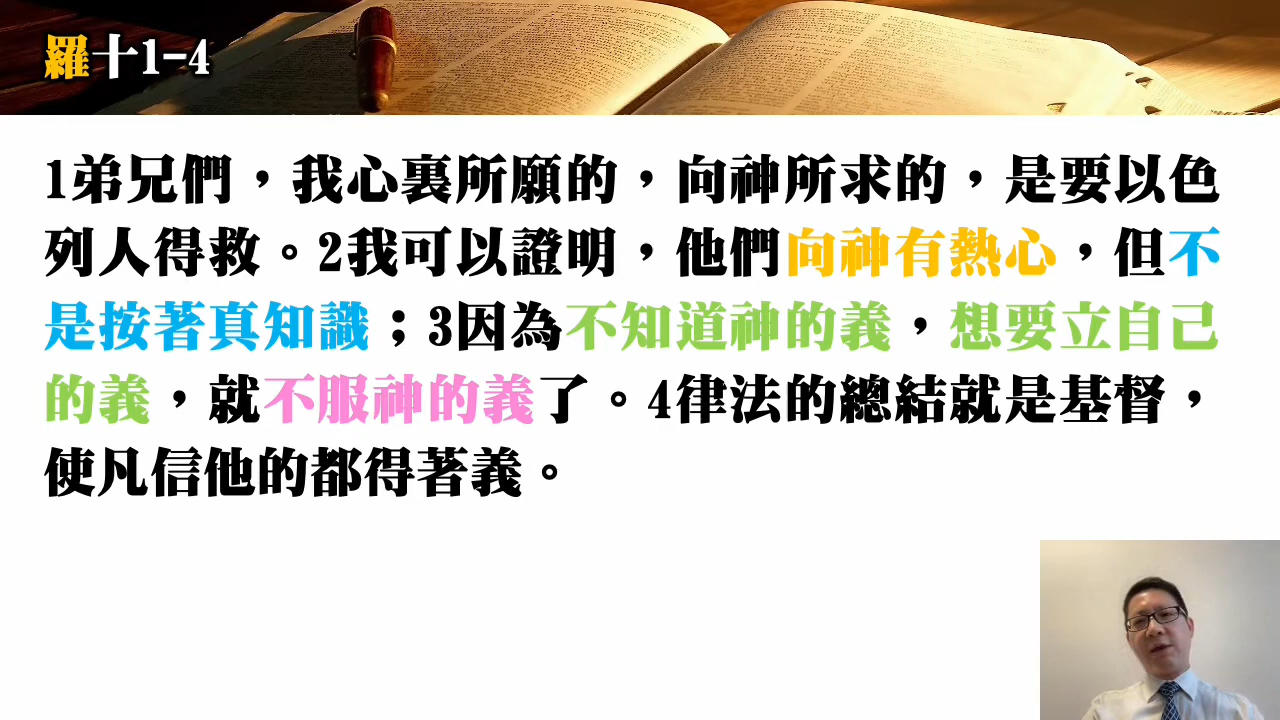 羅十1-4
1弟兄們，我心裏所願的，向神所求的，是要以色
列人得救。2我可以證明，他們向神有熱心，但不
是按著真知識；3因為不知道神的義，想要立自己
的義，就不服神的義了。4律法的總結就是基督，
使凡信他的都得著義。